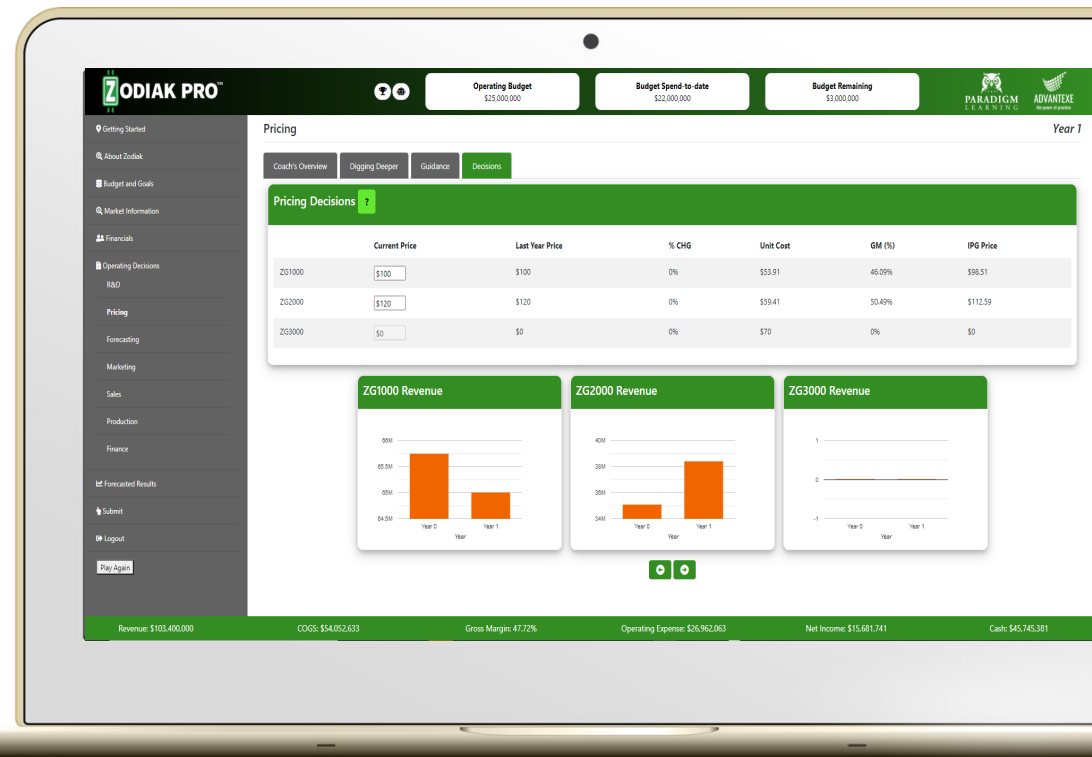 ZODIAK PRO™
Operating Budget
$25,000,000
Budget Spend-to-date
$22,000,000
Budget Remaining
$3,000,000
PARADIGM
LEARNING
ADVANTEXE
the power of practice
Getting Started
About Zodiak
Budget and Goals
Market Information
Financials
Operating Decisions
R&D
Pricing
Forecasting
Marketing
Sales
Production
Finance
Forecasted Results
Submit
Logout
Play Again
Pricing
Year 1
Coach's Overview Digging Deeper Guidance Decisions
Pricing Decisions ?
Current Price Last Year Price % CHG Unit Cost GM (%) IPG Price
ZG1000 $100 $100 0% $53.91 46.09% $98.51
ZG2000 $120 $120 0% $59.41 50.49% $112.59
ZG3000 $0 $0 0% $70 0% $0
ZG1000 Revenue
66M
65.5M
65M
64.5M
Year 0 Year 1
Year
ZG2000 Revenue
40M
38M
36M
34M
Year 0 Year 1
Year
ZG3000 Revenue
1
0
-1
Year 0 Year 1
Year
Revenue: $103,400,000 COGS: $54,052,633 Gross Margin: 47.72% Operating Expense: $26,962,063 Net Income: $15,681,741 Cash: $45,745,381